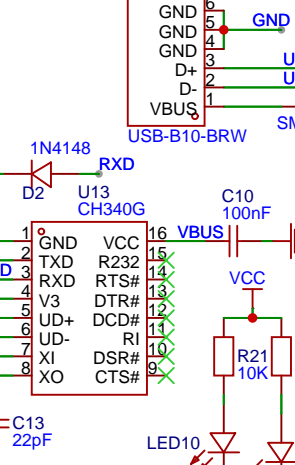 GND 6
GND 5 GND
GND 4
D+ 3 U
D- 2 U
VBUS 1
USB-B10-BRW SM
1N4148 RXD
D2 U13
CH340G
C10
100nF
1 GND VCC 16 VBUS
2 TXD R232 15
D 3 RXD RTS# 14
4 V3 DTR# 13
5 UD+ DCD# 12
6 UD- RI 11
7 XI DSR# 10
8 XO CTS# 9
VCC
R21
10K
C13
22pF
LED10